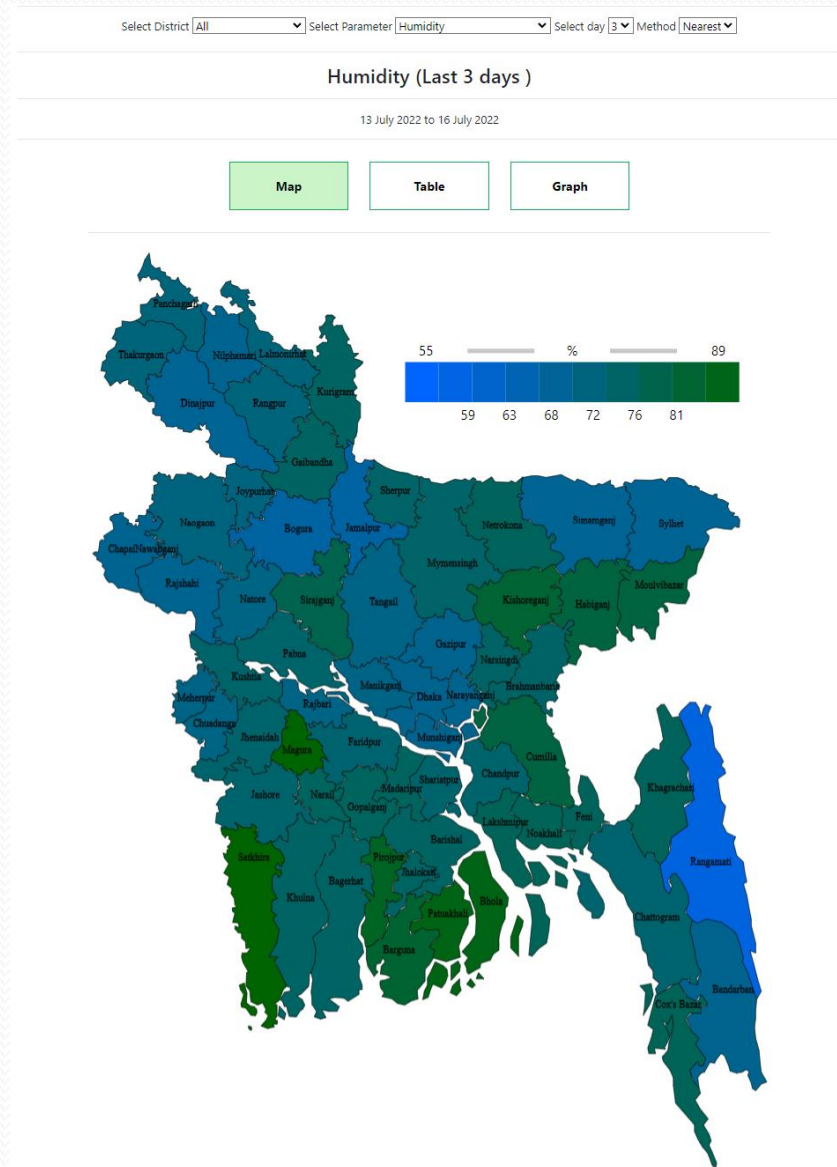 Select District All Select Parameter Humidity Select day 3 Method Nearest
Humidity (Last 3 days )
13 July 2022 to 16 July 2022
Map Table Graph
55 % 89
59 63 68 72 76 81
Panchagarh
Thakurgaon
Nilphamari
Lalmonirhat
Kurigram
Dinajpur
Rangpur
Gaibandha
Joypurhat
Sherpur
Naogaon
Bogura
Jamalpur
Netrokona
Sunamganj
Sylhet
ChapaiNawabganj
Mymensingh
Rajshahi
Moulvibazar
Natore
Sirajganj
Tangail
Kishoreganj
Habiganj
Gazipur
Pabna
Narsingdi
Kushtia
Manikganj
Brahmanbaria
Meherpur
Rajbari
Dhaka
Narayanganj
Chuadanga
Jhenaidah
Magura
Faridpur
Munshiganj
Cumilla
Shariatpur
Chandpur
Khagrachari
Jashore
Narail
Madaripur
Gopalganj
Lakshmipur
Noakhali
Feni
Barishal
Satkhira
Pirojpur
Jhalokati
Rangamati
Khulna
Bagerhat
Patuakhali
Bhola
Chattogram
Barguna
Bandarban
Cox's Bazar